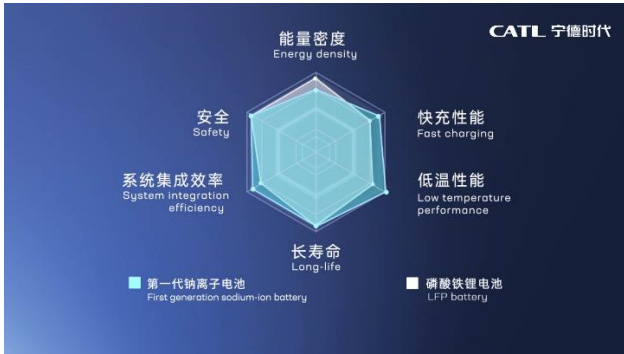 CATL 宁德时代
能量密度
Energy density
安全
Safety
快充性能
Fast charging
系统集成效率
System integration
efficiency
低温性能
Low temperature
performance
长寿命
Long-life
第一代钠离子电池
First generation sodium-ion battery
磷酸铁锂电池
LFP battery